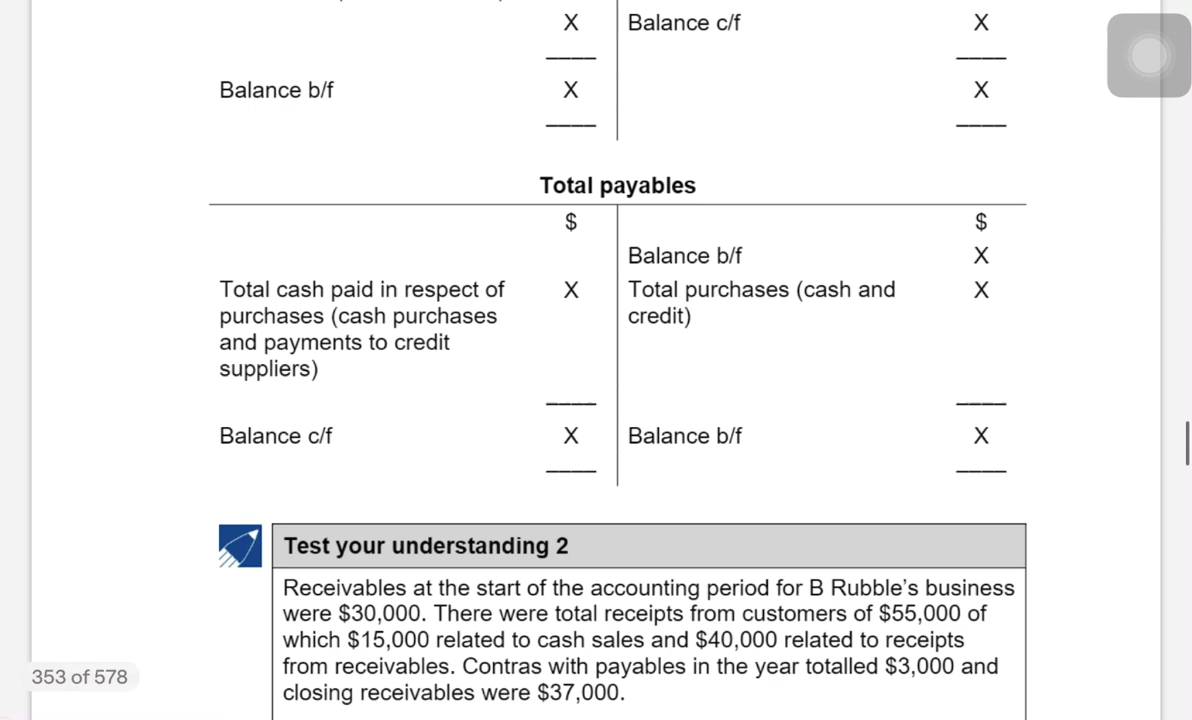 X Balance c/f X
Balance b/f X X
Total payables
$ $
Balance b/f X
Total cash paid in respect of X Total purchases (cash and X
purchases (cash purchases credit)
and payments to credit
suppliers)
Balance c/f X Balance b/f X
Test your understanding 2
Receivables at the start of the accounting period for B Rubble’s business
were $30,000. There were total receipts from customers of $55,000 of
which $15,000 related to cash sales and $40,000 related to receipts
from receivables. Contras with payables in the year totalled $3,000 and
closing receivables were $37,000.
353 of 578